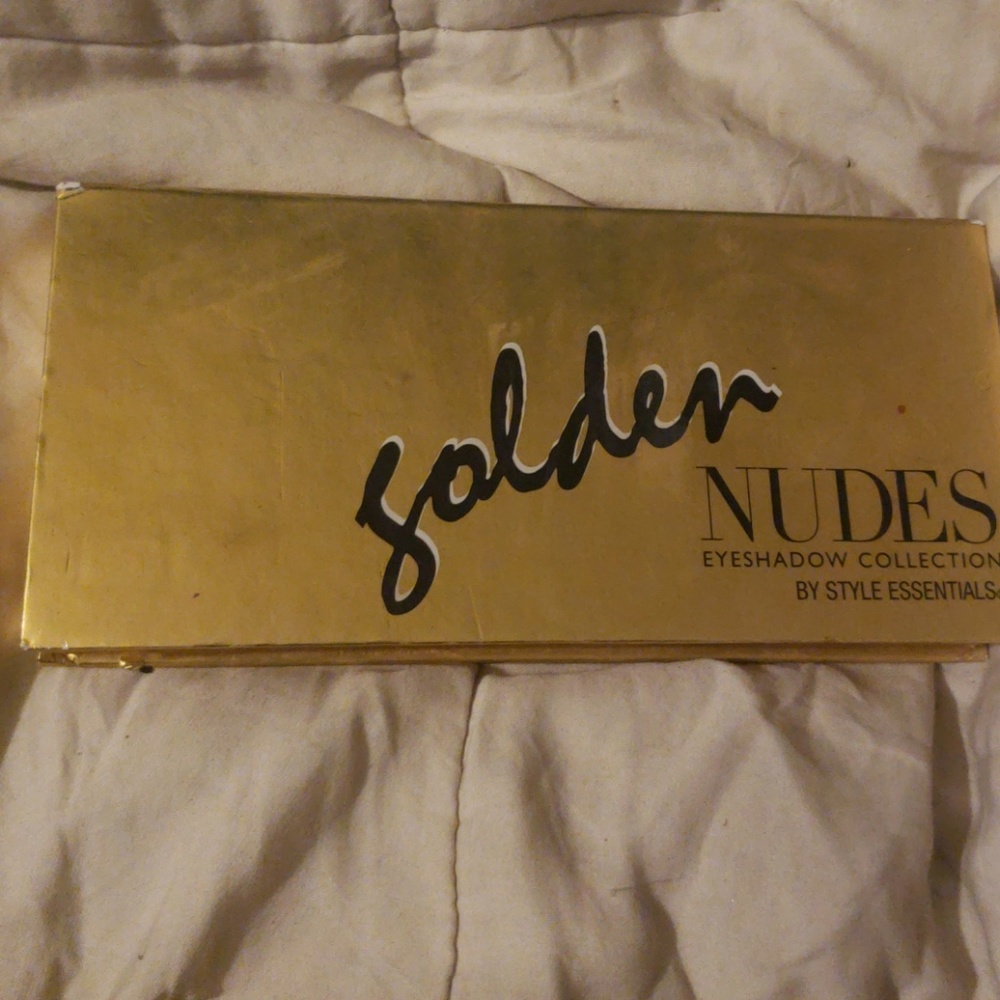 golden
NUDES
EYESHADOW COLLECTION
BY STYLE ESSENTIALS